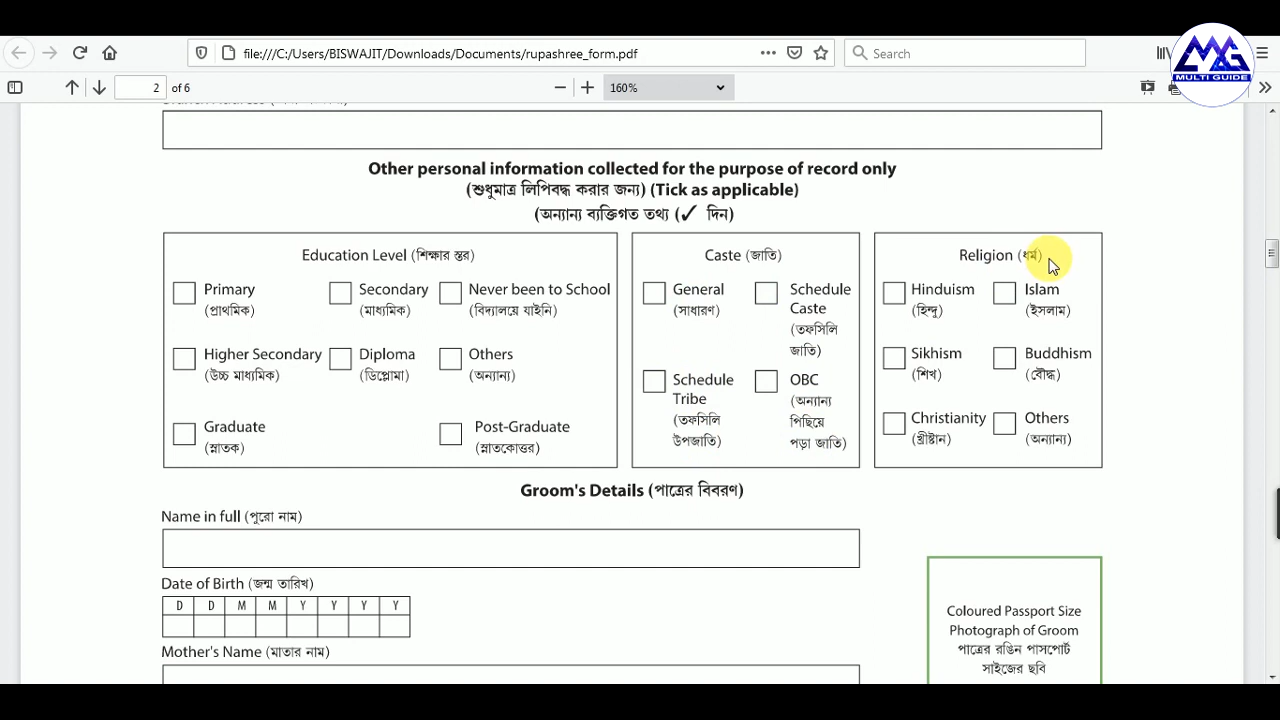 file:///C:/Users/BISWAJIT/Downloads/Documents/rupashree_form.pdf
Search
MULTI GUIDE
2 of 6
160%
Other personal information collected for the purpose of record only
(শুধুমাত্র লিপিবদ্ধ করার জন্য) (Tick as applicable)
(অন্যান্য ব্যক্তিগত তথ্য (✓ দিন)
Education Level (শিক্ষার স্তর)
Primary
(প্রাথমিক)
Secondary
(মাধ্যমিক)
Never been to School
(বিদ্যালয়ে যাইনি)
Higher Secondary
(উচ্চ মাধ্যমিক)
Diploma
(ডিপ্লোমা)
Others
(অন্যান্য)
Graduate
(স্নাতক)
Post-Graduate
(স্নাতকোত্তর)
Caste (জাতি)
General
(সাধারণ)
Schedule
Caste
(তফসিলি
জাতি)
Schedule
Tribe
(তফসিলি
উপজাতি)
OBC
(অন্যান্য
পিছিয়ে
পড়া জাতি)
Religion (ধর্ম)
Hinduism
(হিন্দু)
Islam
(ইসলাম)
Sikhism
(শিখ)
Buddhism
(বৌদ্ধ)
Christianity
(খ্রীষ্টান)
Others
(অন্যান্য)
Groom's Details (পাত্রের বিবরণ)
Name in full (পুরো নাম)
Date of Birth (জন্ম তারিখ)
D D M M Y Y Y Y
Mother's Name (মাতার নাম)
Coloured Passport Size
Photograph of Groom
পাত্রের রঙিন পাসপোর্ট
সাইজের ছবি